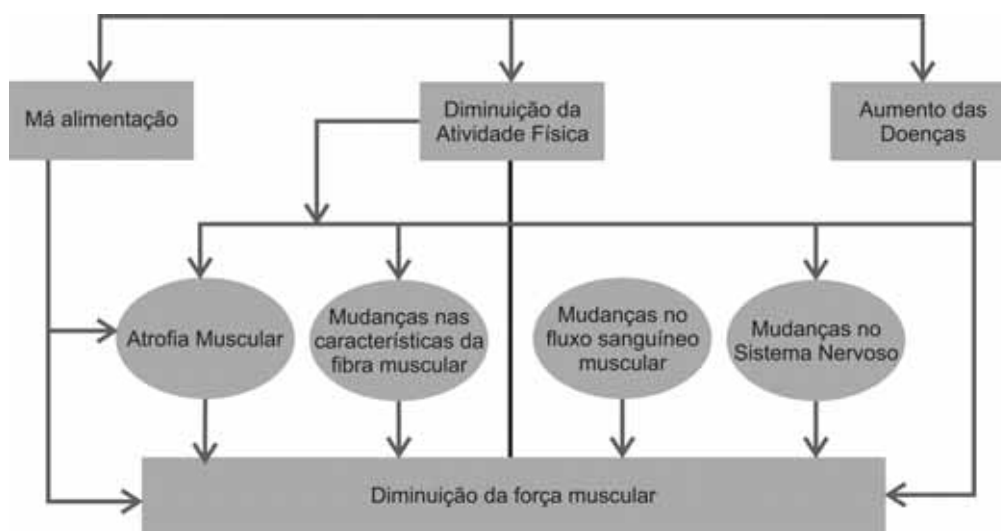 Má alimentação
Diminuição da
Atividade Física
Aumento das
Doenças
Atrofia Muscular
Mudanças nas
características da
fibra muscular
Mudanças no
fluxo sanguíneo
muscular
Mudanças no
Sistema Nervoso
Diminuição da força muscular